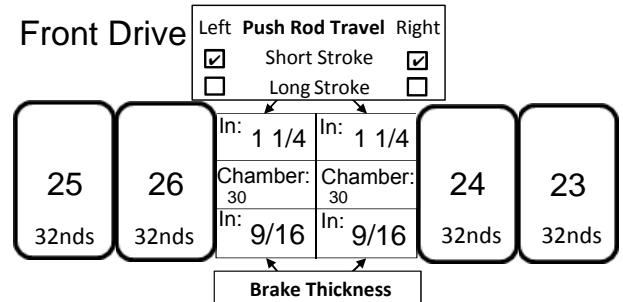 Front Drive
Left Push Rod Travel Right
☑ Short Stroke ☑
☐ Long Stroke ☐
In: 1 1/4 In: 1 1/4
25 26 Chamber: 30 Chamber: 30 24 23
32nds 32nds In: 9/16 In: 9/16 32nds 32nds
Brake Thickness